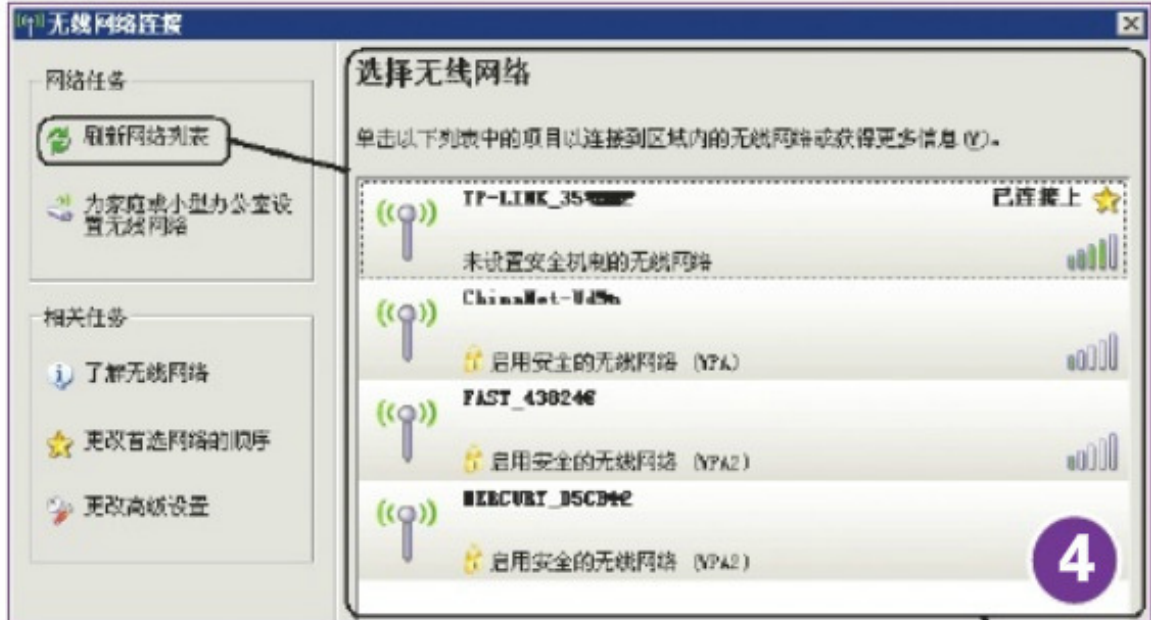 无线网络连接
网络任务
刷新网络列表
为家庭或小型办公室设
置无线网络
相关任务
了解无线网络
更改首选网络的顺序
更改高级设置
选择无线网络
单击以下列表中的项目以连接到区域内的无线网络或获得更多信息(W)。
TP-LINK_35
已连接上
未设置安全机制的无线网络
启用安全的无线网络 (WPA)
FAST_43824
启用安全的无线网络 (WPA2)
启用安全的无线网络 (WPA2)
4